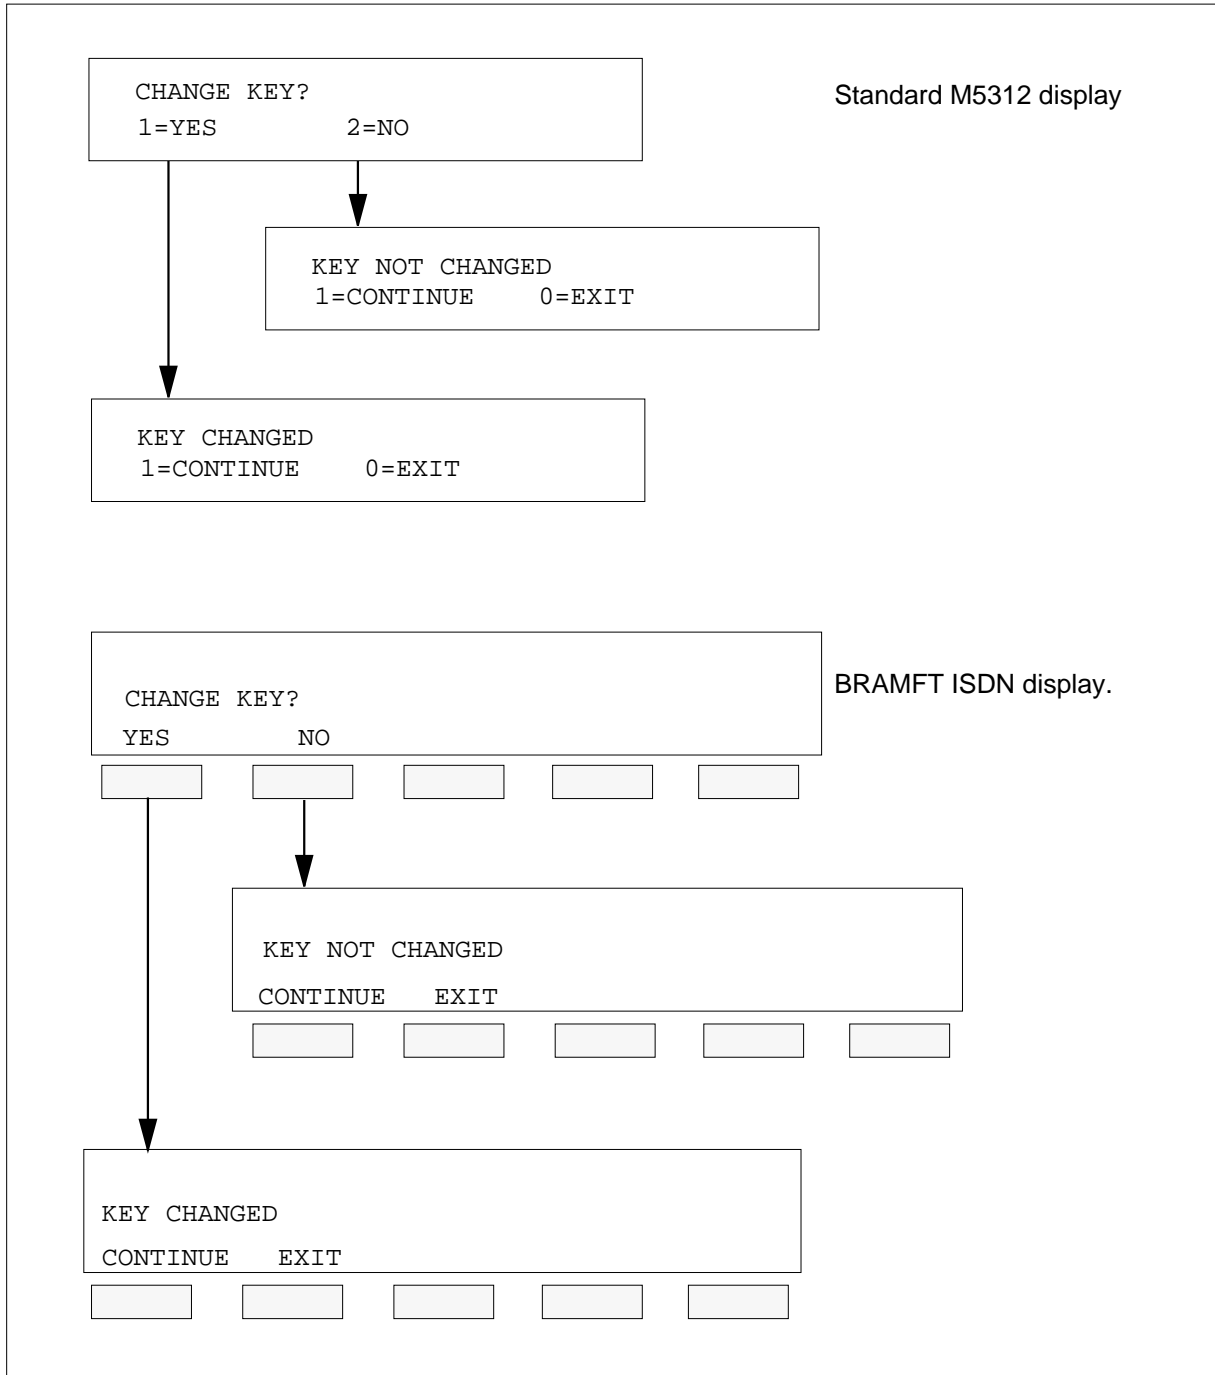 CHANGE KEY?
1=YES 2=NO
Standard M5312 display
KEY NOT CHANGED
1=CONTINUE 0=EXIT
KEY CHANGED
1=CONTINUE 0=EXIT
CHANGE KEY?
YES NO
BRAMFT ISDN display.
KEY NOT CHANGED
CONTINUE EXIT
KEY CHANGED
CONTINUE EXIT